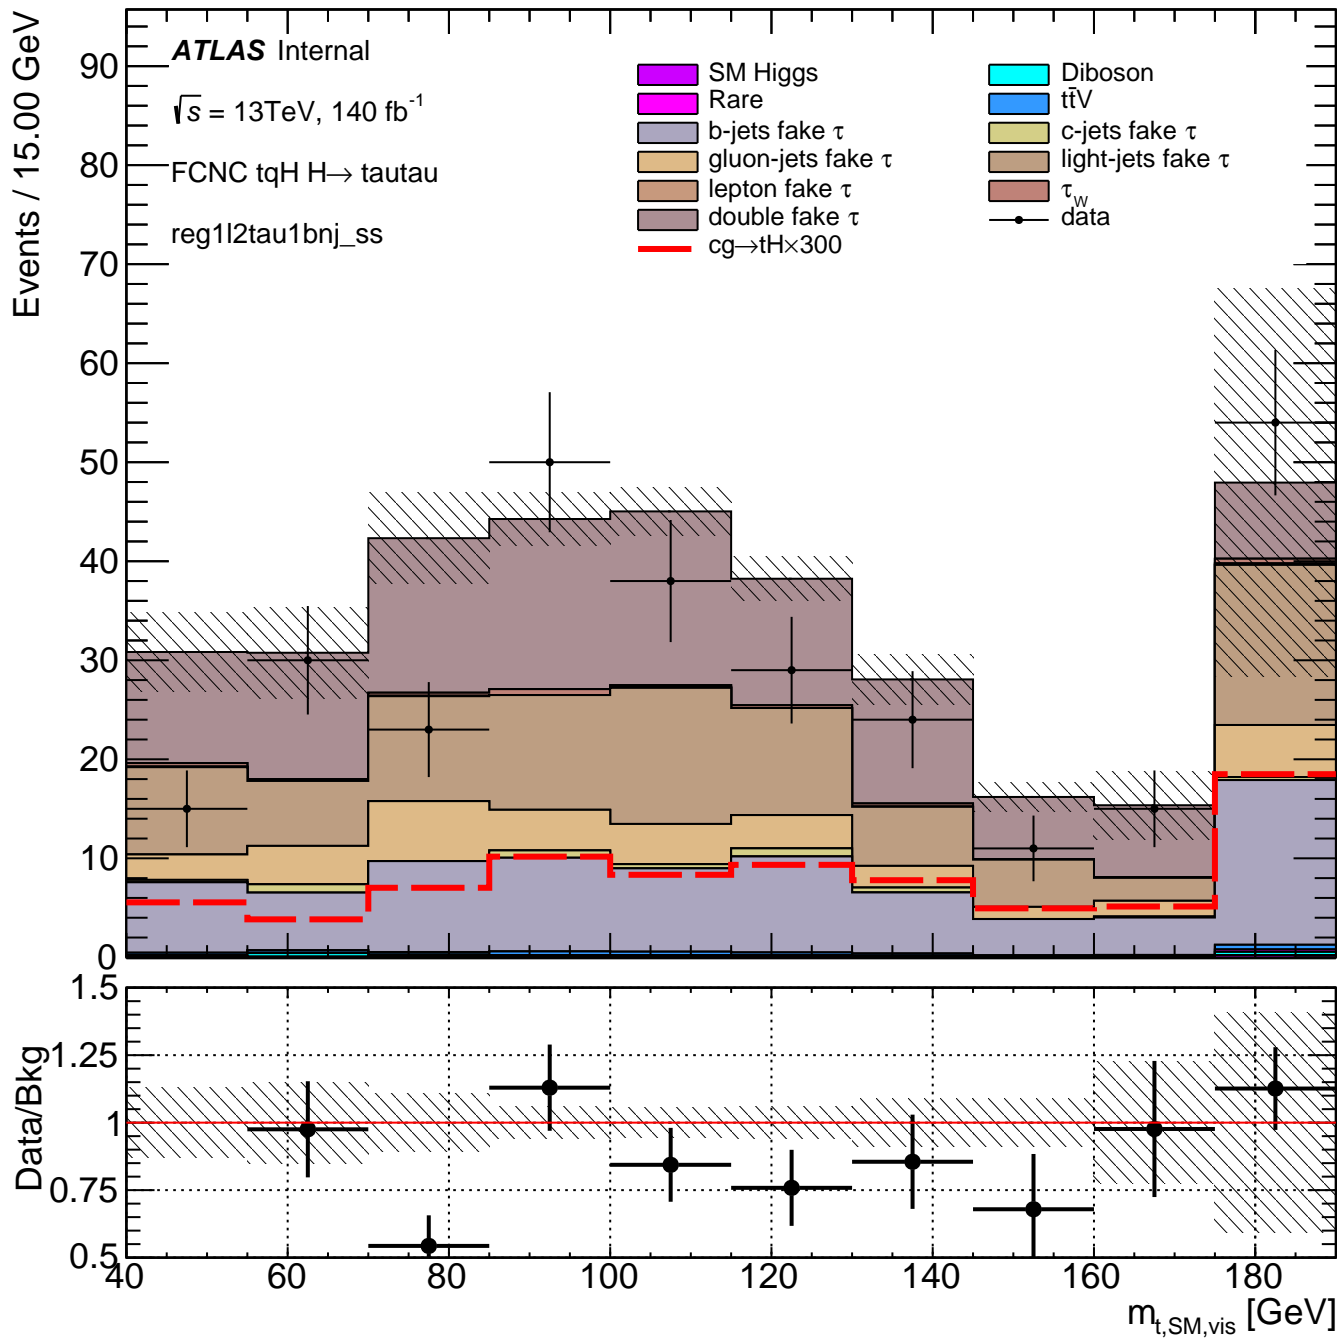 Events / 15.00 GeV
90
80
70
60
50
40
30
20
10
0
ATLAS Internal
√s = 13TeV, 140 fb⁻¹
FCNC tqH H→ tautau
reg1l2tau1bnj_ss
SM Higgs
Rare
b-jets fake τ
gluon-jets fake τ
lepton fake τ
double fake τ
cg→tH×300
Diboson
tt̄V
c-jets fake τ
light-jets fake τ
τ_W
data
Data/Bkg
1.5
1.25
1
0.75
0.5
40 60 80 100 120 140 160 180
m_t,SM,vis [GeV]